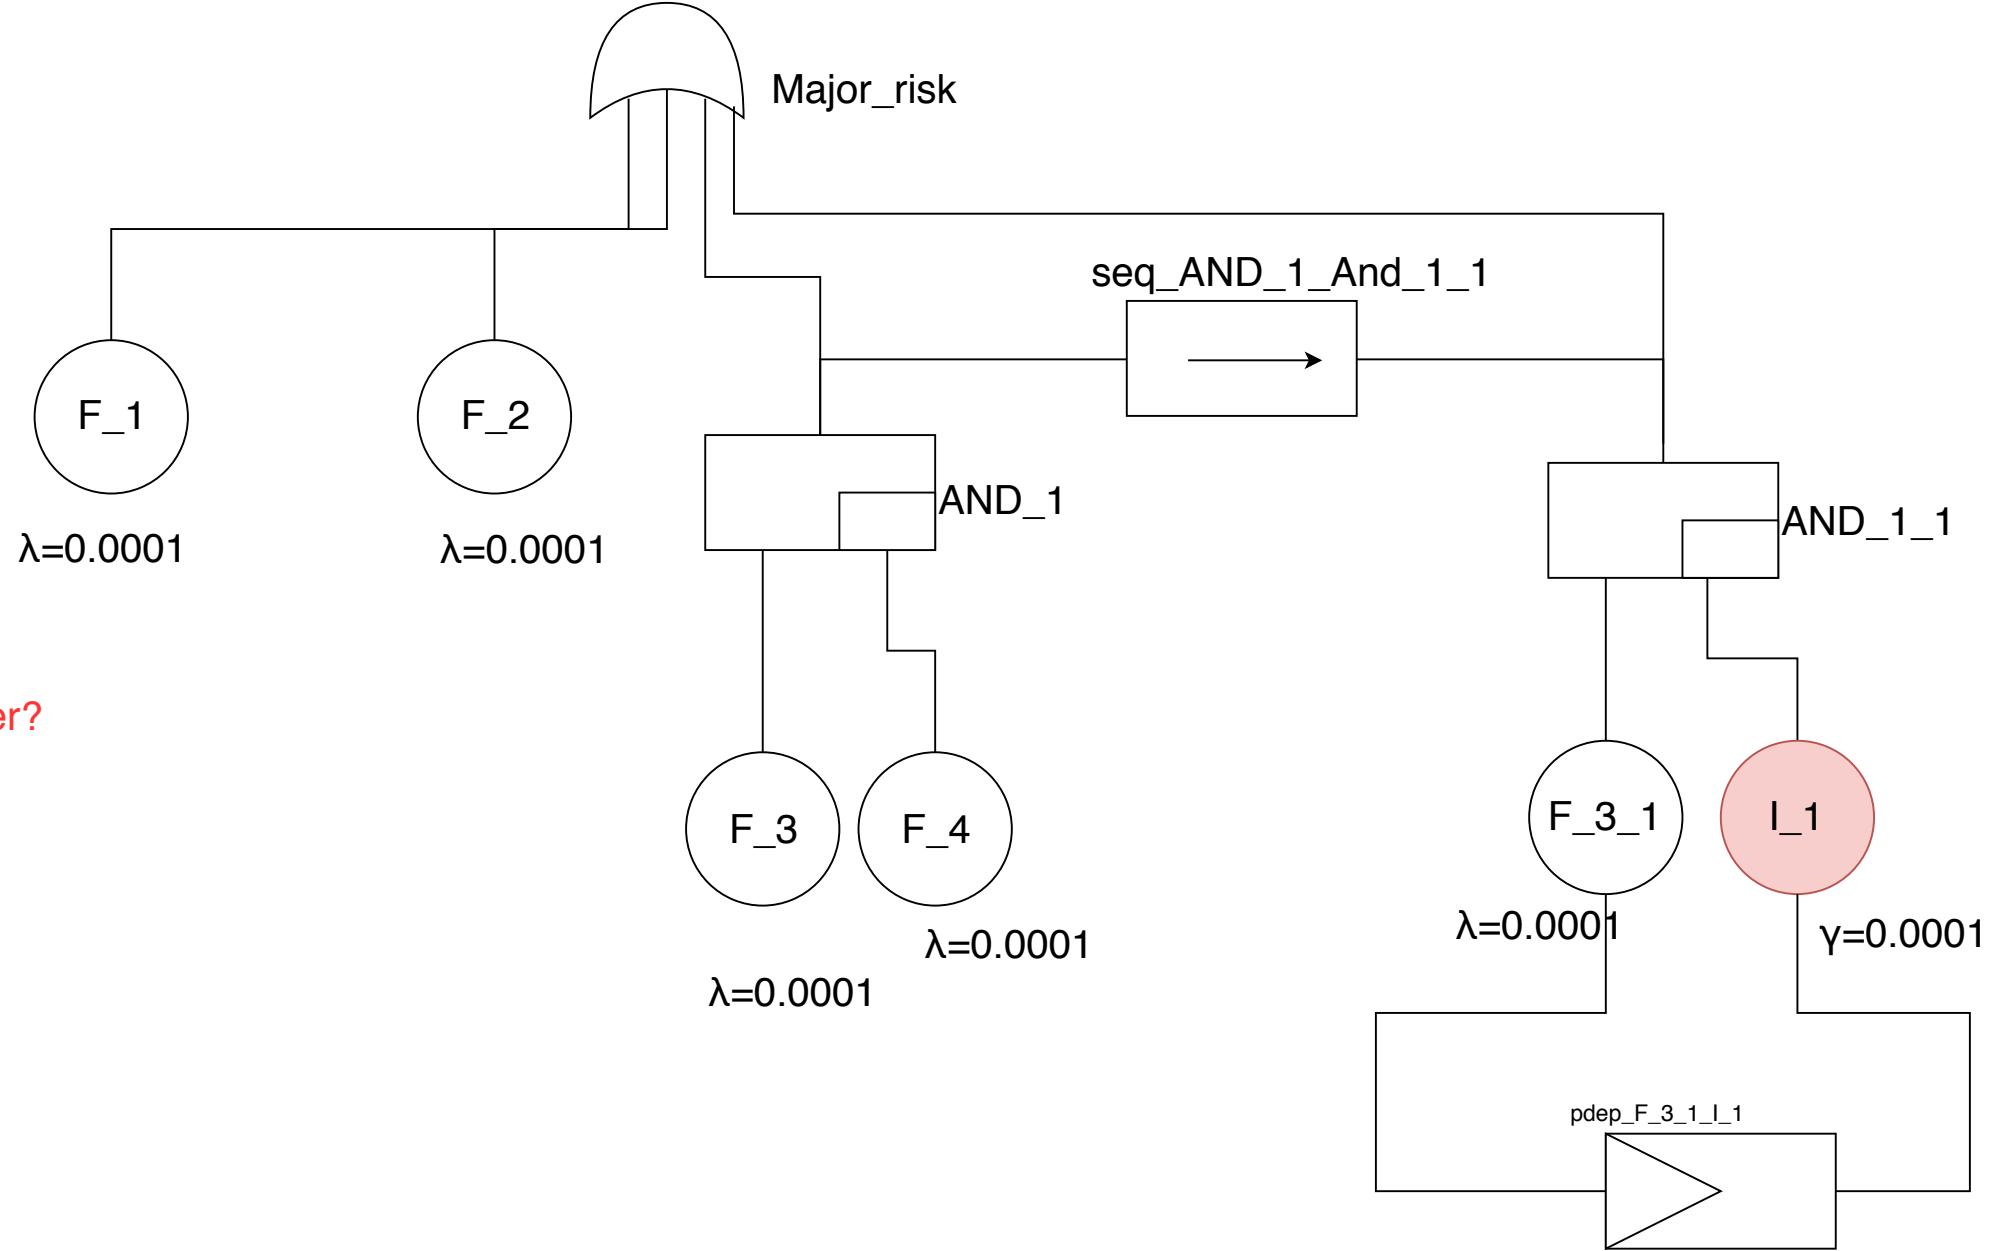 Major_risk
seq_AND_1_And_1_1
F_1
F_2
λ=0.0001
λ=0.0001
AND_1
AND_1_1
er?
F_3
F_4
F_3_1
I_1
λ=0.0001
λ=0.0001
λ=0.0001
γ=0.0001
pdep_F_3_1_I_1